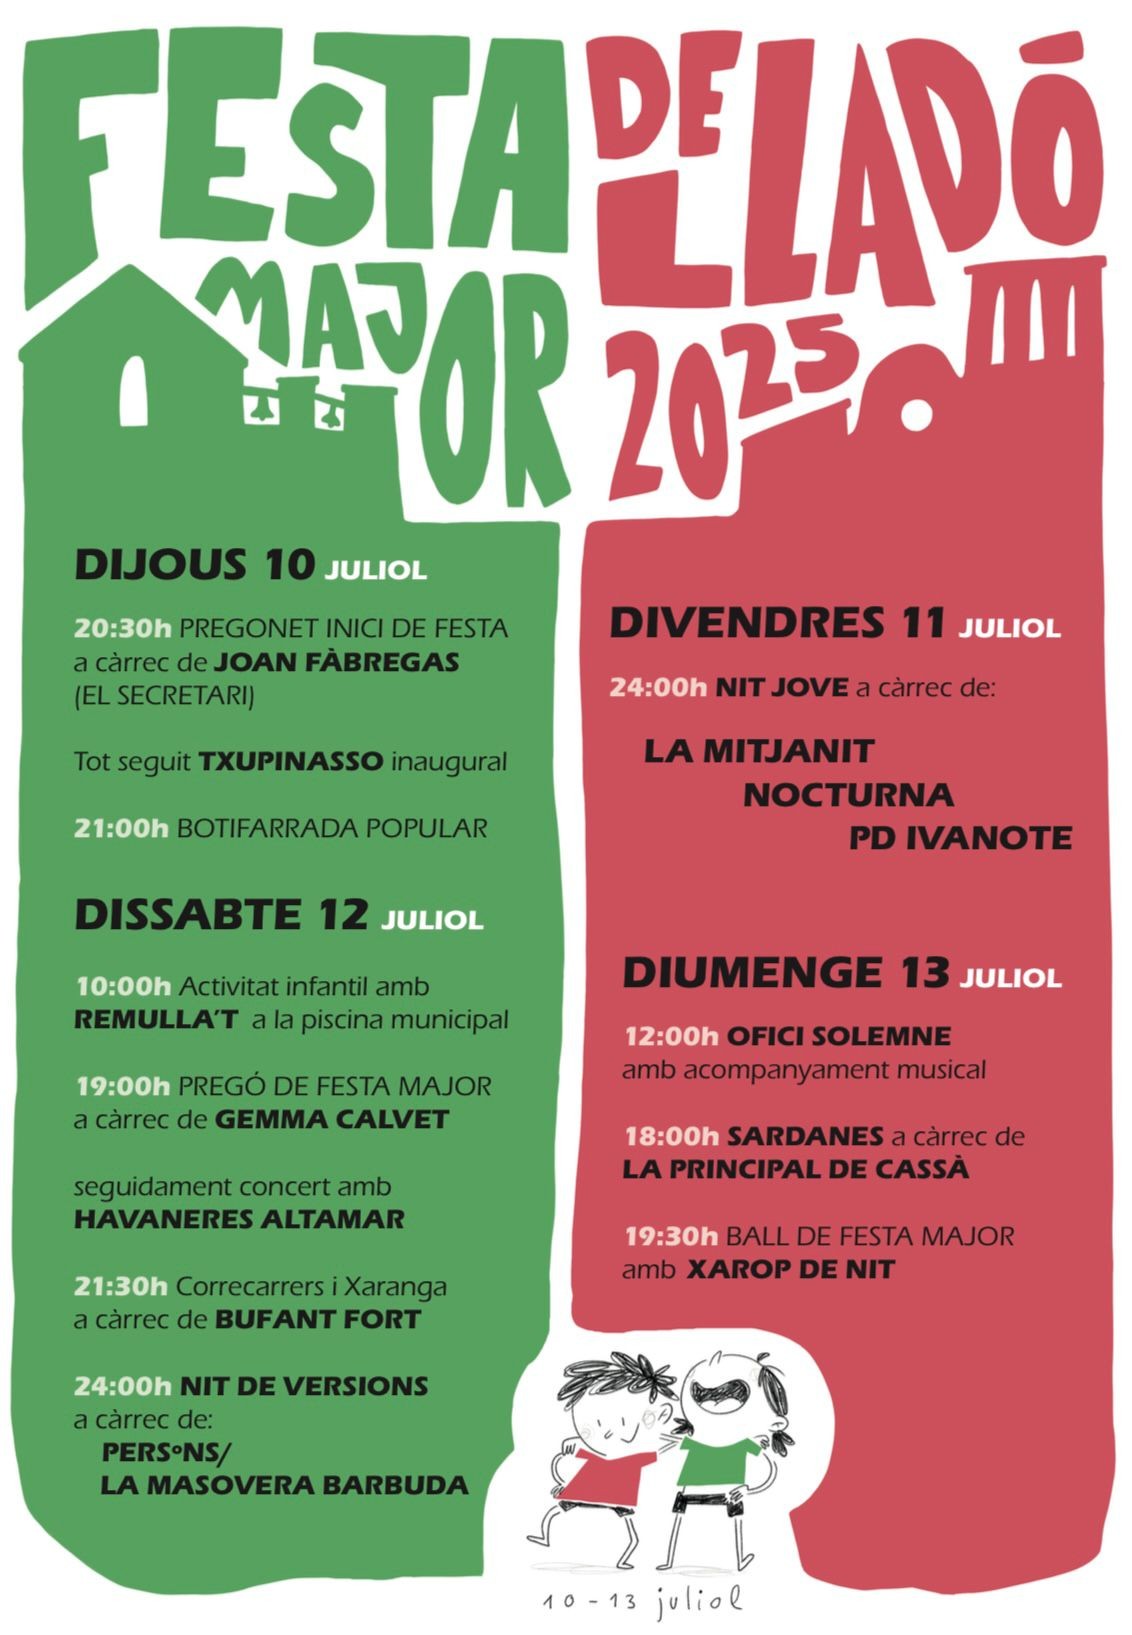 FESTA
MAJOR
DE
LLADÓ
2025
DIJOUS 10 JULIOL
20:30h PREGONET INICI DE FESTA
a càrrec de JOAN FÀBREGAS
(EL SECRETARI)
Tot seguit TXUPINASSO inaugural
21:00h BOTIFARRADA POPULAR
DIVENDRES 11 JULIOL
24:00h NIT JOVE a càrrec de:
LA MITJANIT
NOCTURNA
PD IVANOTE
DISSABTE 12 JULIOL
10:00h Activitat infantil amb
REMULLA'T a la piscina municipal
19:00h PREGÓ DE FESTA MAJOR
a càrrec de GEMMA CALVET
seguidament concert amb
HAVANERES ALTAMAR
21:30h Correcarrers i Xaranga
a càrrec de BUFANT FORT
24:00h NIT DE VERSIONS
a càrrec de:
PERSºNS/
LA MASOVERA BARBUDA
DIUMENGE 13 JULIOL
12:00h OFICI SOLEMNE
amb acompanyament musical
18:00h SARDANES a càrrec de
LA PRINCIPAL DE CASSÀ
19:30h BALL DE FESTA MAJOR
amb XAROP DE NIT
10-13 juliol